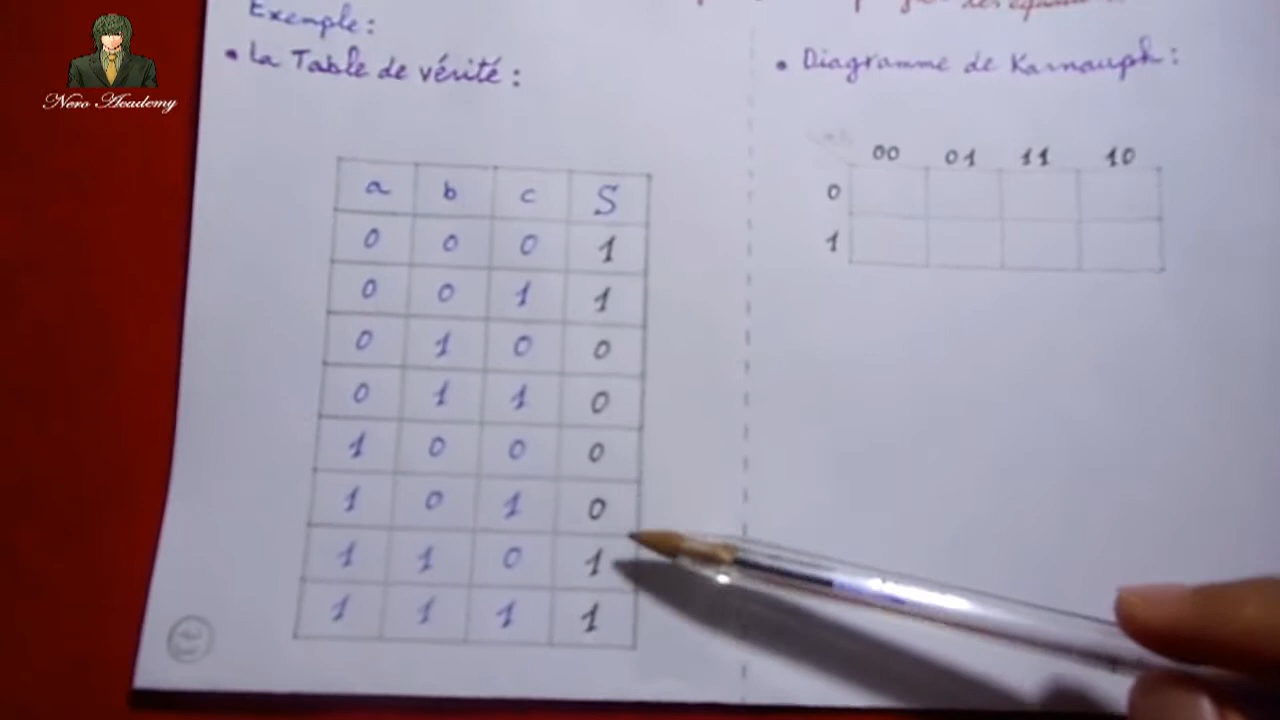 Nero Academy
Exemple:
• La Table de vérité:
a b c S
0 0 0 1
0 0 1 1
0 1 0 0
0 1 1 0
1 0 0 0
1 0 1 0
1 1 0 1
1 1 1 1
des
• Diagramme de Karnauph:
00 01 11 10
0
1